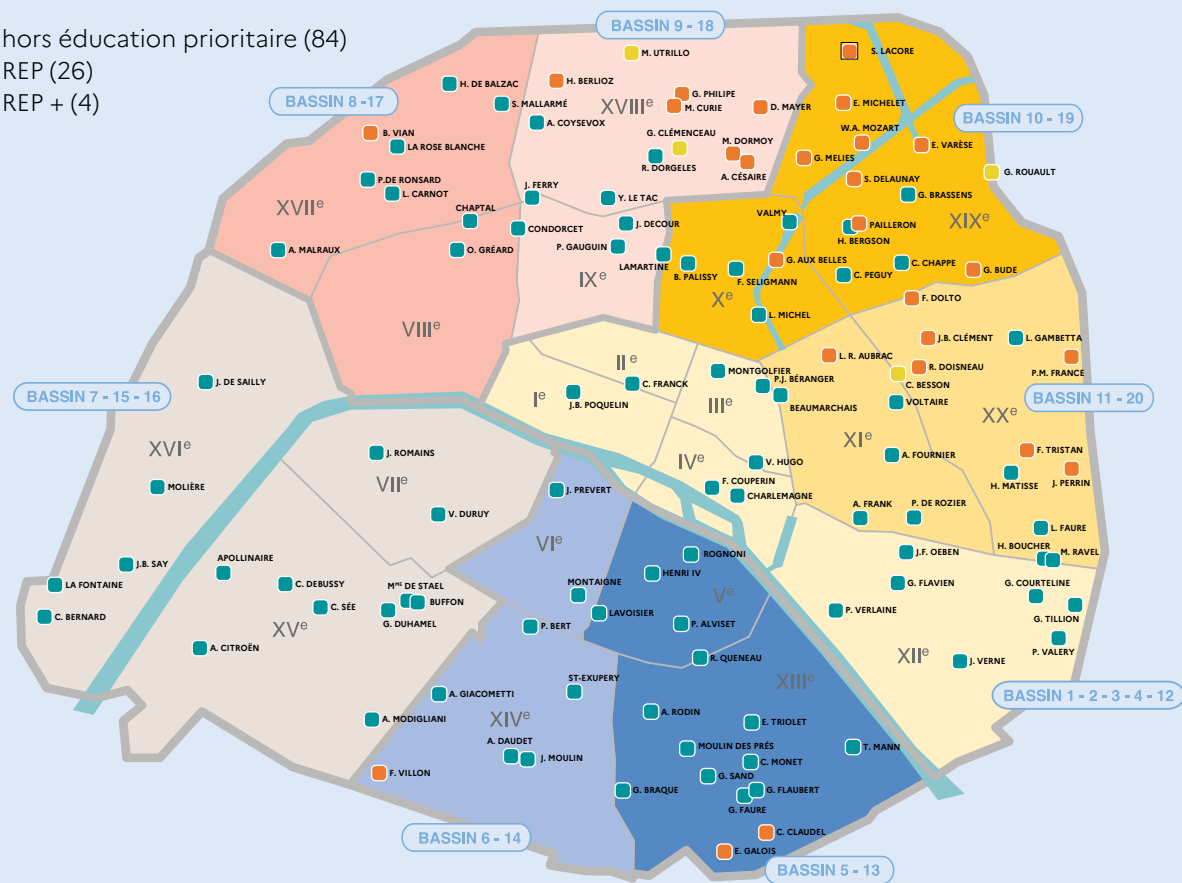 hors éducation prioritaire (84)
REP (26)
REP + (4)
BASSIN 9 - 18
M. UTRILLO
S. LACORE
H. DE BALZAC
H. BERLIOZ
BASSIN 8 -17
S. MALLARMÉ
XVIIIᵉ
G. PHILIPE
M. CURIE
D. MAYER
E. MICHELET
BASSIN 10 - 19
A. COYSEVOX
B. VIAN
LA ROSE BLANCHE
G. CLÉMENCEAU
R. DORGELES
M. DORMOY
A. CÉSAIRE
W.A. MOZART
G. MELIES
E. VARÈSE
G. ROUAULT
P.DE RONSARD
L. CARNOT
XVIIᵉ
J. FERRY
Y. LE TAC
S. DELAUNAY
G. BRASSENS
CHAPTAL
CONDORCET
J. DECOUR
VALMY
PAILLERON
H. BERGSON
XIXᵉ
A. MALRAUX
O. GRÉARD
P. GAUGUIN
LAMARTINE
IXᵉ
B. PALISSY
F. SELIGMANN
G. AUX BELLES
C. PEGUY
C. CHAPPE
G. BUDE
Xᵉ
F. DOLTO
VIIIᵉ
L. MICHEL
J.B. CLÉMENT
L. GAMBETTA
IIᵉ
L. R. AUBRAC
R. DOISNEAU
P.M. FRANCE
BASSIN 7 - 15 - 16
J. DE SAILLY
C. FRANCK
MONTGOLFIER
P.J. BÉRANGER
C. BESSON
BASSIN 11 - 20
Iᵉ
J.B. POQUELIN
IIIᵉ
BEAUMARCHAIS
VOLTAIRE
XXᵉ
XVIᵉ
J. ROMAINS
XIᵉ
A. FOURNIER
F. TRISTAN
MOLIÈRE
VIIᵉ
J. PREVERT
IVᵉ
V. HUGO
F. COUPERIN
CHARLEMAGNE
H. MATISSE
J. PERRIN
V. DURUY
A. FRANK
P. DE ROZIER
L. FAURE
VIᵉ
ROGNONI
J.F. OEBEN
H. BOUCHER
M. RAVEL
J.B. SAY
APOLLINAIRE
HENRI IV
LA FONTAINE
C. DEBUSSY
Mᴹᴱ DE STAEL
BUFFON
MONTAIGNE
Vᵉ
G. FLAVIEN
G. COURTELINE
C. BERNARD
C. SÉE
G. DUHAMEL
LAVOISIER
P. VERLAINE
G. TILLION
XVᵉ
P. BERT
P. ALVISET
A. CITROËN
R. QUENEAU
XIIᵉ
J. VERNE
P. VALERY
ST-EXUPERY
XIIIᵉ
A. GIACOMETTI
BASSIN 1 - 2 - 3 - 4 - 12
A. MODIGLIANI
XIVᵉ
A. RODIN
E. TRIOLET
A. DAUDET
J. MOULIN
MOULIN DES PRÉS
T. MANN
F. VILLON
C. MONET
G. SAND
G. BRAQUE
G. FLAUBERT
G. FAURE
BASSIN 6 - 14
C. CLAUDEL
E. GALOIS
BASSIN 5 - 13